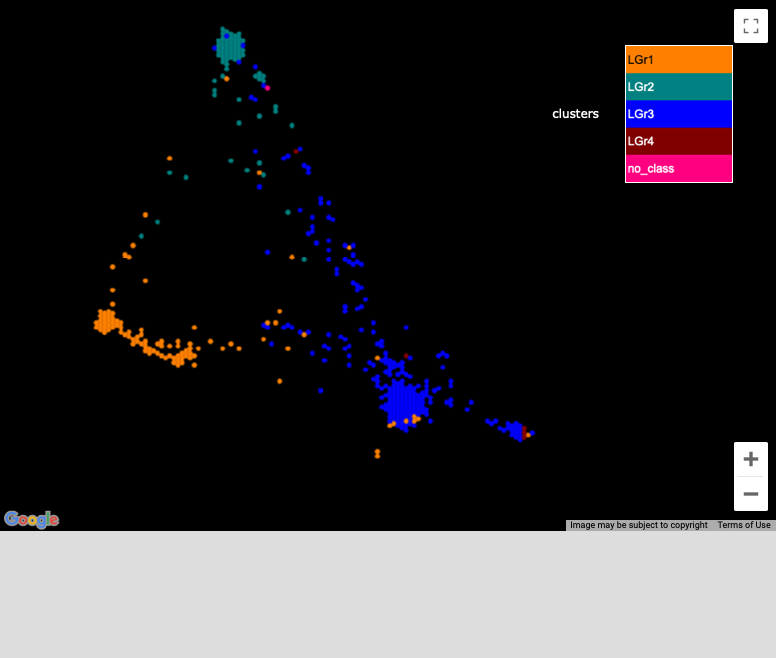 LGr1
LGr2
clusters
LGr3
LGr4
no_class
+
−
Google
Image may be subject to copyright Terms of Use